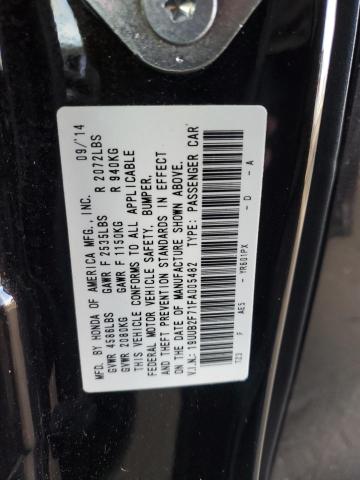 MFD. BY HONDA OF AMERICA MFG., INC. 09/14
GVWR 4586LBS GAWR F 2535LBS R 2072LBS
GVWR 2080KG GAWR F 1150KG R 940KG
THIS VEHICLE CONFORMS TO ALL APPLICABLE
FEDERAL MOTOR VEHICLE SAFETY, BUMPER,
AND THEFT PREVENTION STANDARDS IN EFFECT
ON THE DATE OF MANUFACTURE SHOWN ABOVE.
V.I.N.: 19UUB2F71FA005482 TYPE: PASSENGER CAR
TZ3 F AE5 - YR601PX - D - A